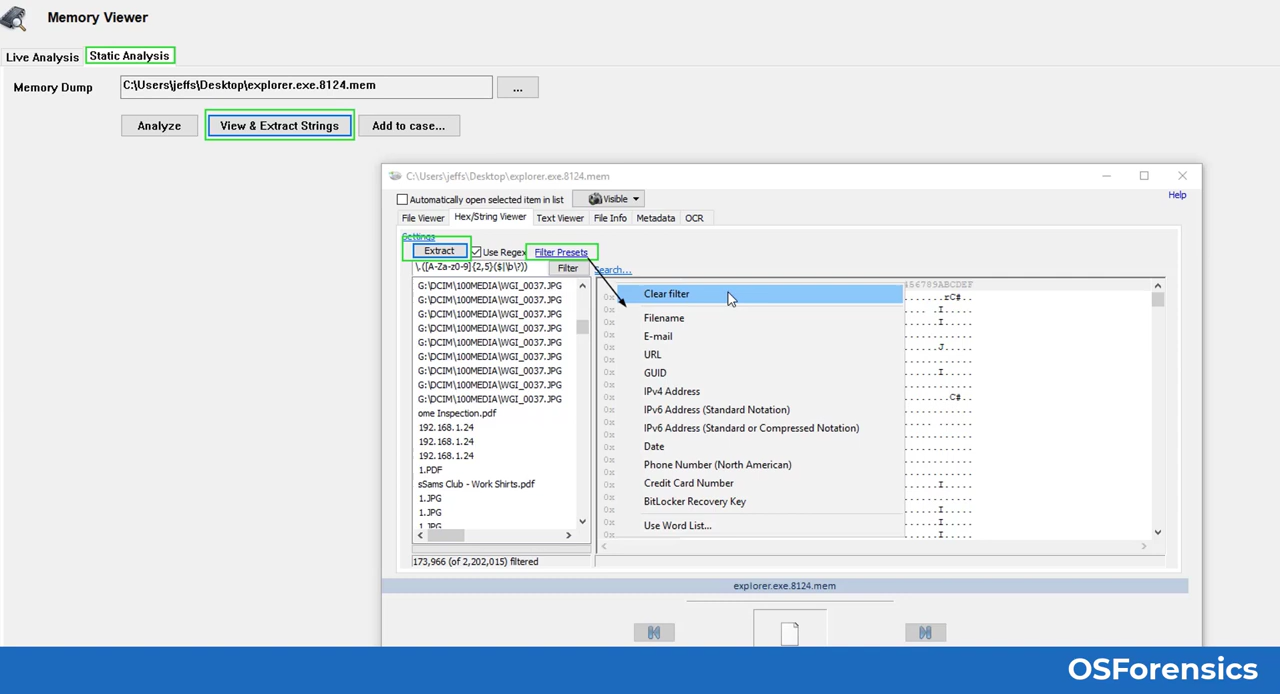 Memory Viewer
Live Analysis Static Analysis
Memory Dump C:\Users\jeffs\Desktop\explorer.exe.8124.mem ...
Analyze View & Extract Strings Add to case...
C:\Users\jeffs\Desktop\explorer.exe.8124.mem
Automatically open selected item in list Visible Help
File Viewer Hex/String Viewer Text Viewer File Info Metadata OCR
Settings
Extract Use Regex Filter Presets
\.([A-Za-z0-9]{2,5}($|\b\?)) Filter Search...
456789ABCDEF
G:\DCIM\100MEDIA\WGI_0037.JPG
G:\DCIM\100MEDIA\WGI_0037.JPG
G:\DCIM\100MEDIA\WGI_0037.JPG
G:\DCIM\100MEDIA\WGI_0037.JPG
G:\DCIM\100MEDIA\WGI_0037.JPG
G:\DCIM\100MEDIA\WGI_0037.JPG
G:\DCIM\100MEDIA\WGI_0037.JPG
G:\DCIM\100MEDIA\WGI_0037.JPG
G:\DCIM\100MEDIA\WGI_0037.JPG
ome Inspection.pdf
192.168.1.24
192.168.1.24
192.168.1.24
1.PDF
sSams Club - Work Shirts.pdf
1.JPG
1.JPG
1.JPG
173,966 (of 2,202,015) filtered
Clear filter
Filename
E-mail
URL
GUID
IPv4 Address
IPv6 Address (Standard Notation)
IPv6 Address (Standard or Compressed Notation)
Date
Phone Number (North American)
Credit Card Number
BitLocker Recovery Key
Use Word List...
explorer.exe.8124.mem
OSForensics